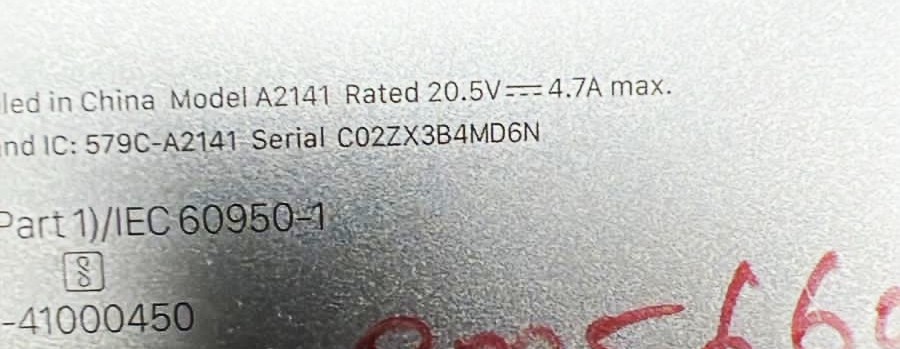 led in China Model A2141 Rated 20.5V⎓4.7A max.
nd IC: 579C-A2141 Serial C02ZX3B4MD6N
Part 1)/IEC 60950-1
-41000450